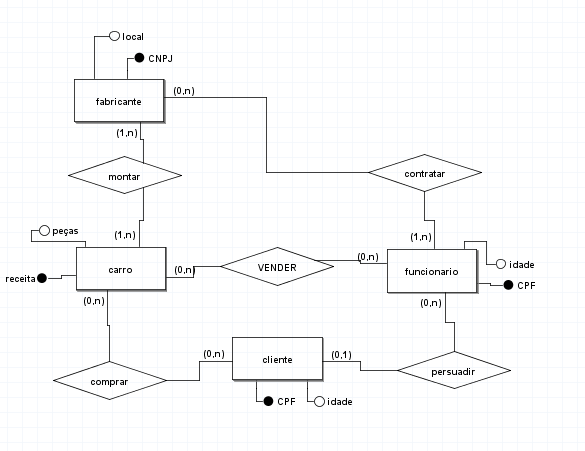 local
CNPJ
(0,n)
fabricante
(1,n)
montar
contratar
(1,n)
(1,n)
peças
(0,n)
carro
(0,n)
VENDER
funcionario
idade
receita
CPF
(0,n)
(0,n)
(0,n)
cliente
(0,1)
comprar
persuadir
CPF
idade